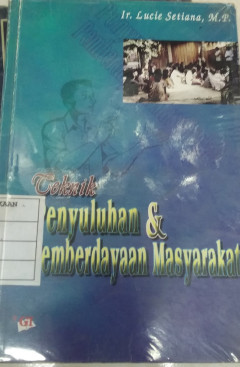 Ir. Lucie Setiana, M.P.
Teknik
enyuluhan &
emberdayaan Masyarakat